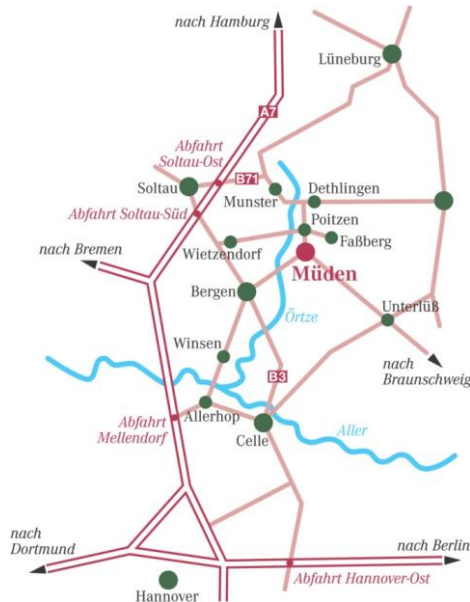 nach Hamburg
Lüneburg
A7
Abfahrt
Soltau-Ost
Soltau
B71
Munster
Dethlingen
Abfahrt Soltau-Süd
Poitzen
Wietzendorf
Faßberg
nach Bremen
Müden
Bergen
Örtze
Unterlüß
Winsen
nach
Braunschweig
B3
Allerhop
Abfahrt
Mellendorf
Celle
Aller
nach
Dortmund
nach Berlin
Abfahrt Hannover-Ost
Hannover